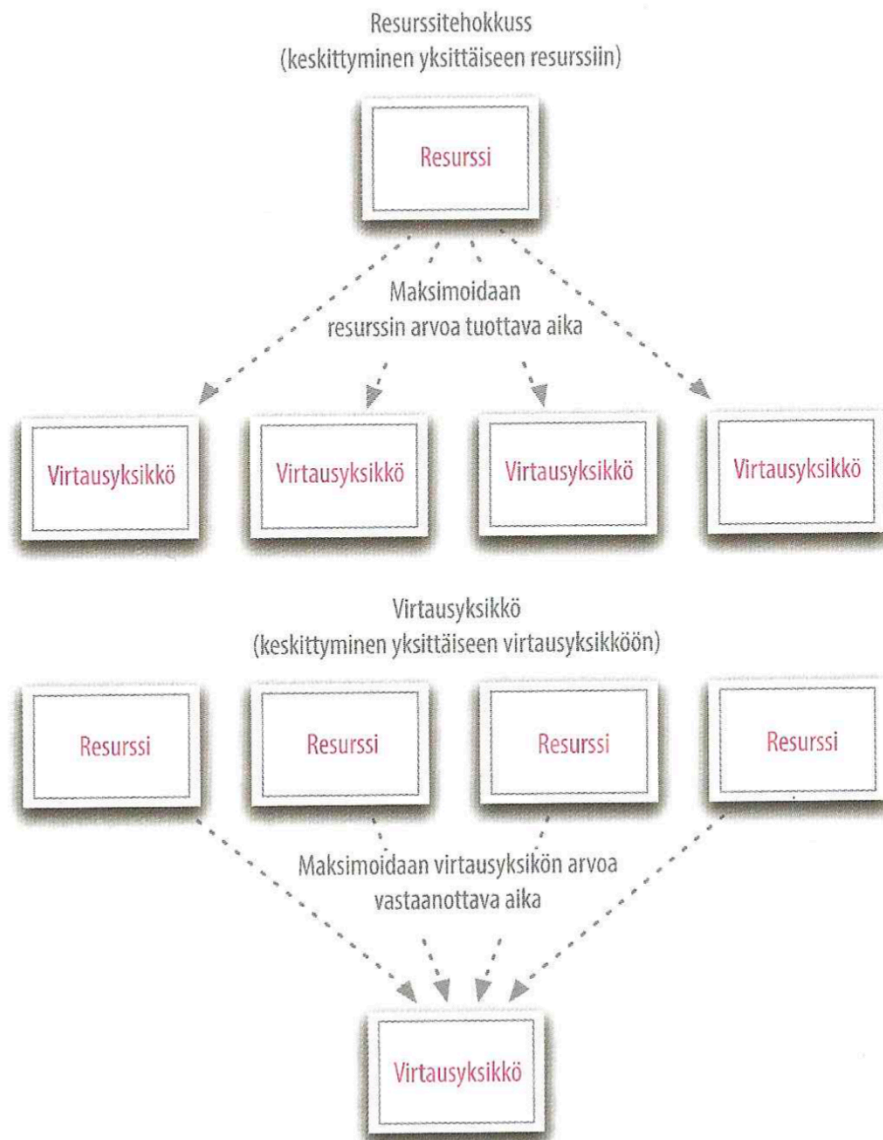 Resurssitehokkuss
(keskittyminen yksittäiseen resurssiin)
Resurssi
Maksimoidaan
resurssin arvoa tuottava aika
Virtausyksikkö
Virtausyksikkö
Virtausyksikkö
Virtausyksikkö
Virtausyksikkö
(keskittyminen yksittäiseen virtausyksikköön)
Resurssi
Resurssi
Resurssi
Resurssi
Maksimoidaan virtausyksikön arvoa
vastaanottava aika
Virtausyksikkö